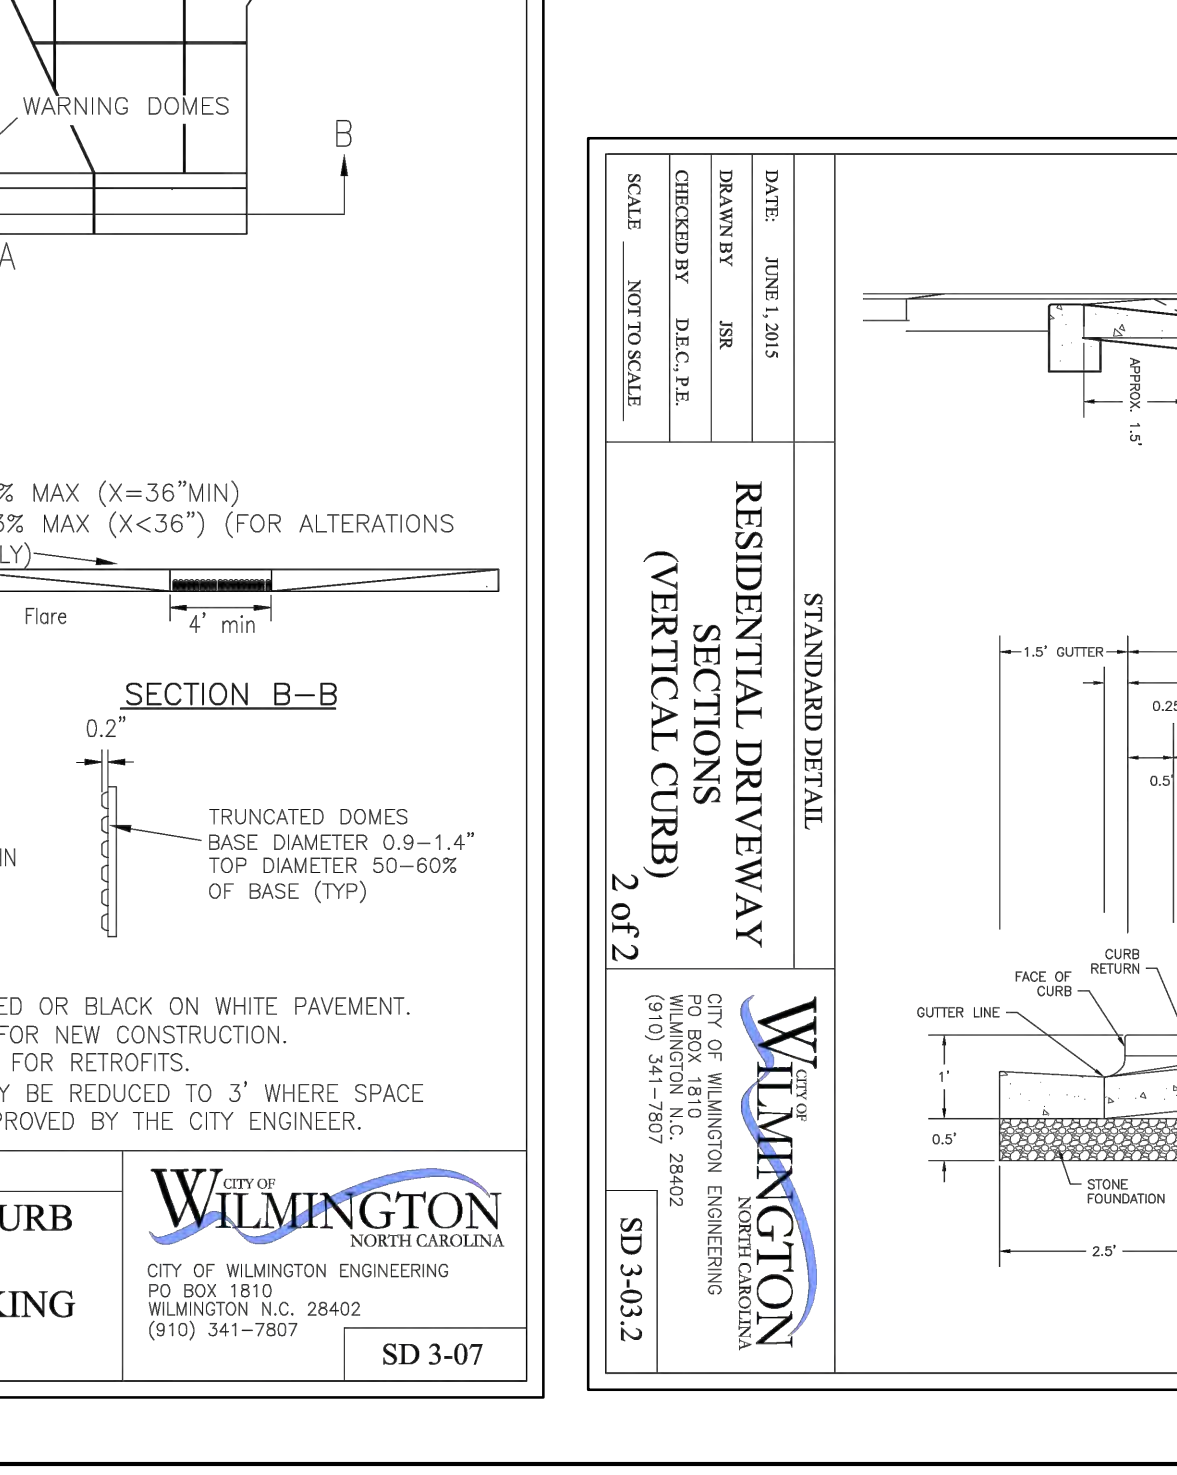 WARNING DOMES
B
A
% MAX (X=36"MIN)
3% MAX (X<36") (FOR ALTERATIONS
LY)
Flare
4' min
SECTION B-B
0.2"
TRUNCATED DOMES
BASE DIAMETER 0.9-1.4"
TOP DIAMETER 50-60%
OF BASE (TYP)
IN
ED OR BLACK ON WHITE PAVEMENT.
FOR NEW CONSTRUCTION.
FOR RETROFITS.
Y BE REDUCED TO 3' WHERE SPACE
PROVED BY THE CITY ENGINEER.
URB
KING
CITY OF
WILMINGTON
NORTH CAROLINA
CITY OF WILMINGTON ENGINEERING
PO BOX 1810
WILMINGTON N.C. 28402
(910) 341-7807
SD 3-07
DATE: JUNE 1, 2015
DRAWN BY JSR
CHECKED BY D.E.C., P.E.
SCALE NOT TO SCALE
STANDARD DETAIL
RESIDENTIAL DRIVEWAY
SECTIONS
(VERTICAL CURB)
2 of 2
CITY OF
WILMINGTON
NORTH CAROLINA
CITY OF WILMINGTON ENGINEERING
PO BOX 1810
WILMINGTON N.C. 28402
(910) 341-7807
SD 3-03.2
APPROX. 1.5'
1.5' GUTTER
0.25
0.5'
CURB
RETURN
FACE OF
CURB
GUTTER LINE
1'
0.5'
STONE
FOUNDATION
2.5'